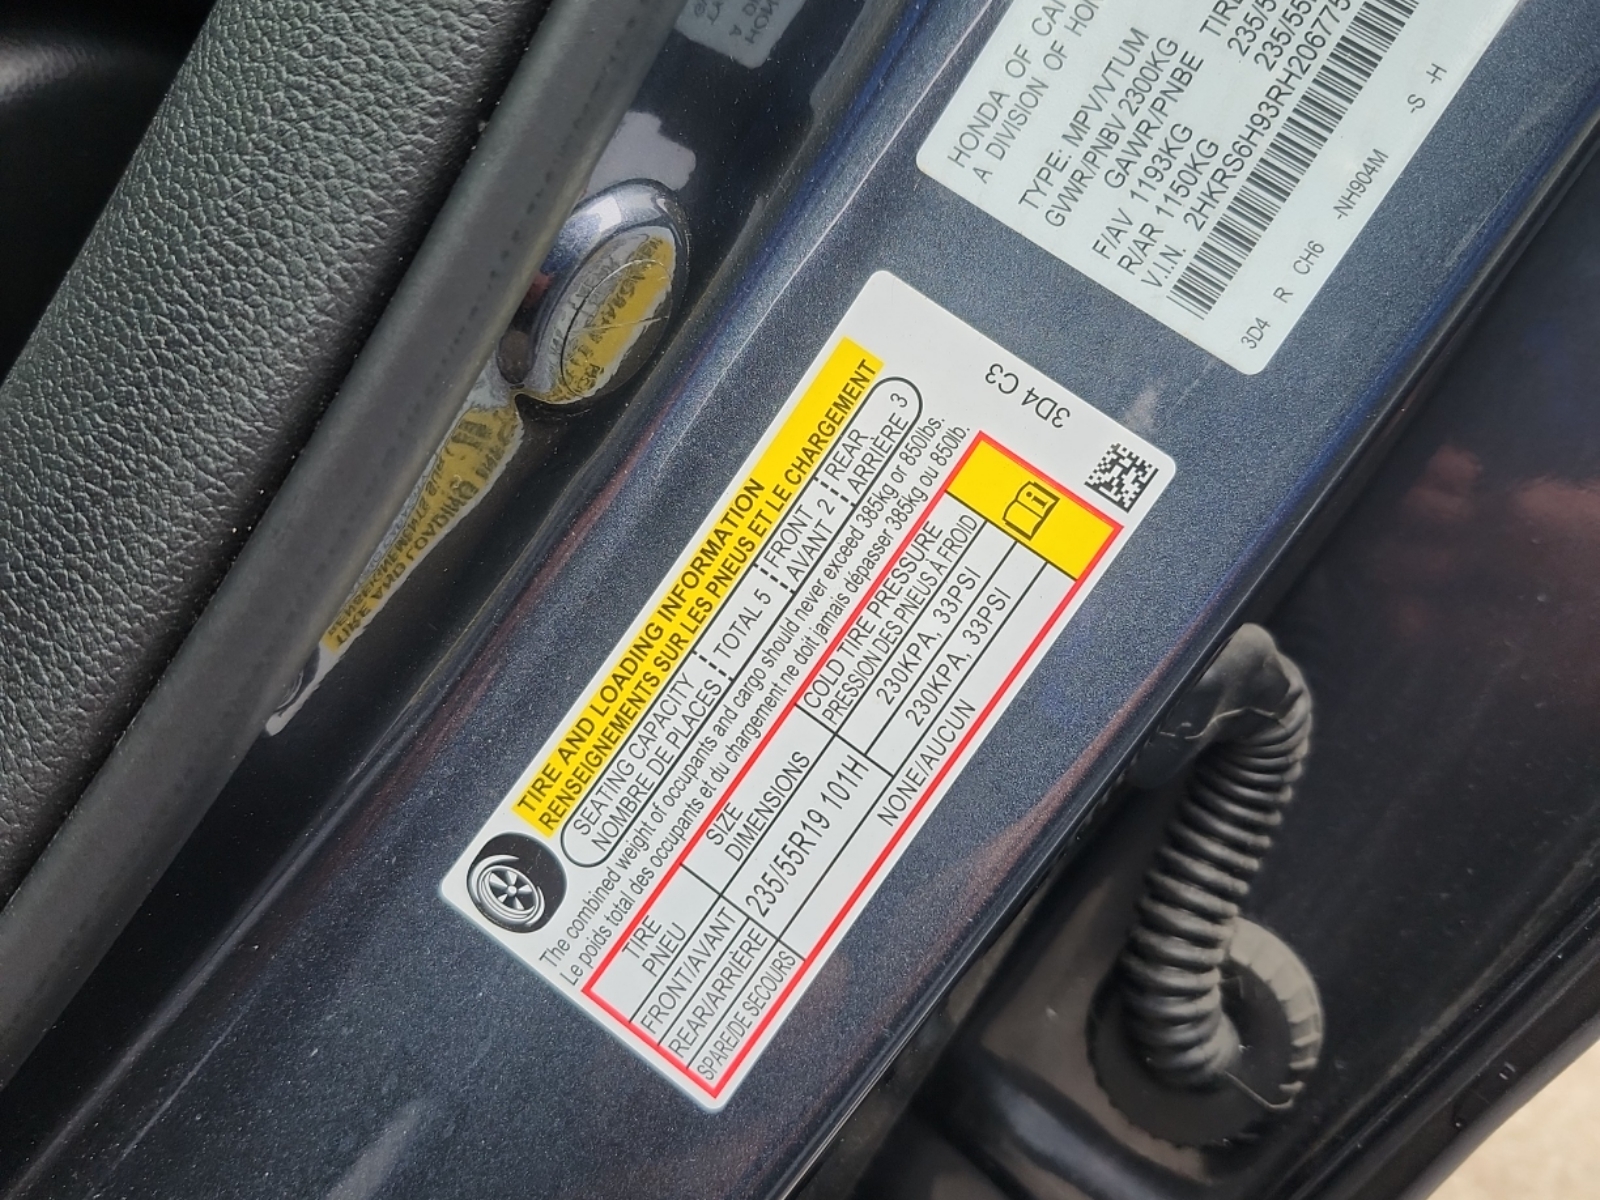 HONDA OF CAN
A DIVISION OF HON
TYPE: MPV/VTUM
GVWR/PNBV 2300KG
GAWR/PNBE TIRE
F/AV 1193KG 235/5
R/AR 1150KG 235/55
V.I.N. 2HKRS6H93RH206775
3D4 R CH6 -NH904M -S -H
TIRE AND LOADING INFORMATION
RENSEIGNEMENTS SUR LES PNEUS ET LE CHARGEMENT
SEATING CAPACITY TOTAL 5 FRONT 2 REAR 3
NOMBRE DE PLACES AVANT ARRIÈRE
The combined weight of occupants and cargo should never exceed 385kg or 850lbs.
Le poids total des occupants et du chargement ne doit jamais dépasser 385kg ou 850lb.
TIRE SIZE COLD TIRE PRESSURE
PNEU DIMENSIONS PRESSION DES PNEUS À FROID
FRONT/AVANT 235/55R19 101H 230KPA, 33PSI
REAR/ARRIÈRE 230KPA, 33PSI
SPARE/DE SECOURS NONE/AUCUN
3D4 C3